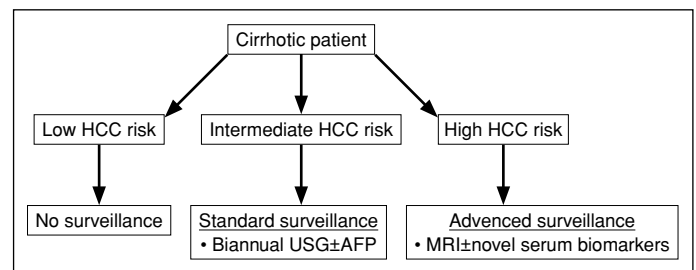 Cirrhotic patient
Low HCC risk
Intermediate HCC risk
High HCC risk
No surveillance
Standard surveillance
• Biannual USG±AFP
Advanced surveillance
• MRI±novel serum biomarkers